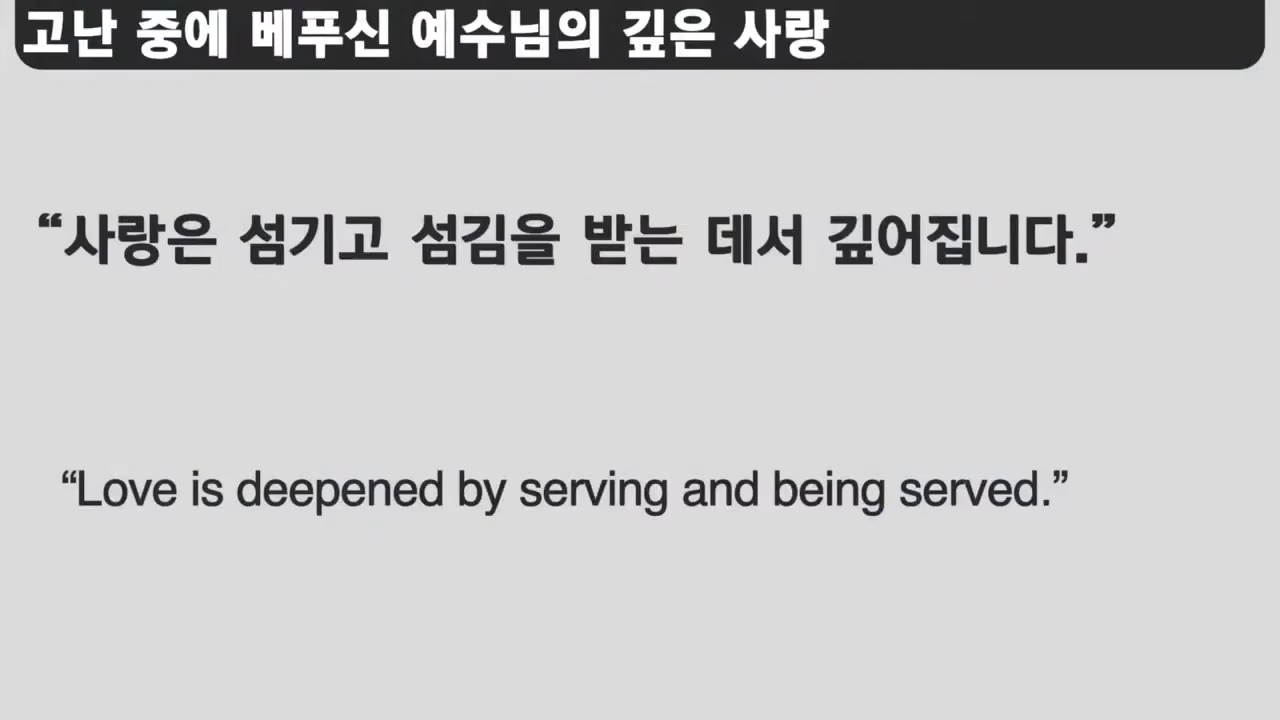 고난 중에 베푸신 예수님의 깊은 사랑
“사랑은 섬기고 섬김을 받는 데서 깊어집니다.”
“Love is deepened by serving and being served.”